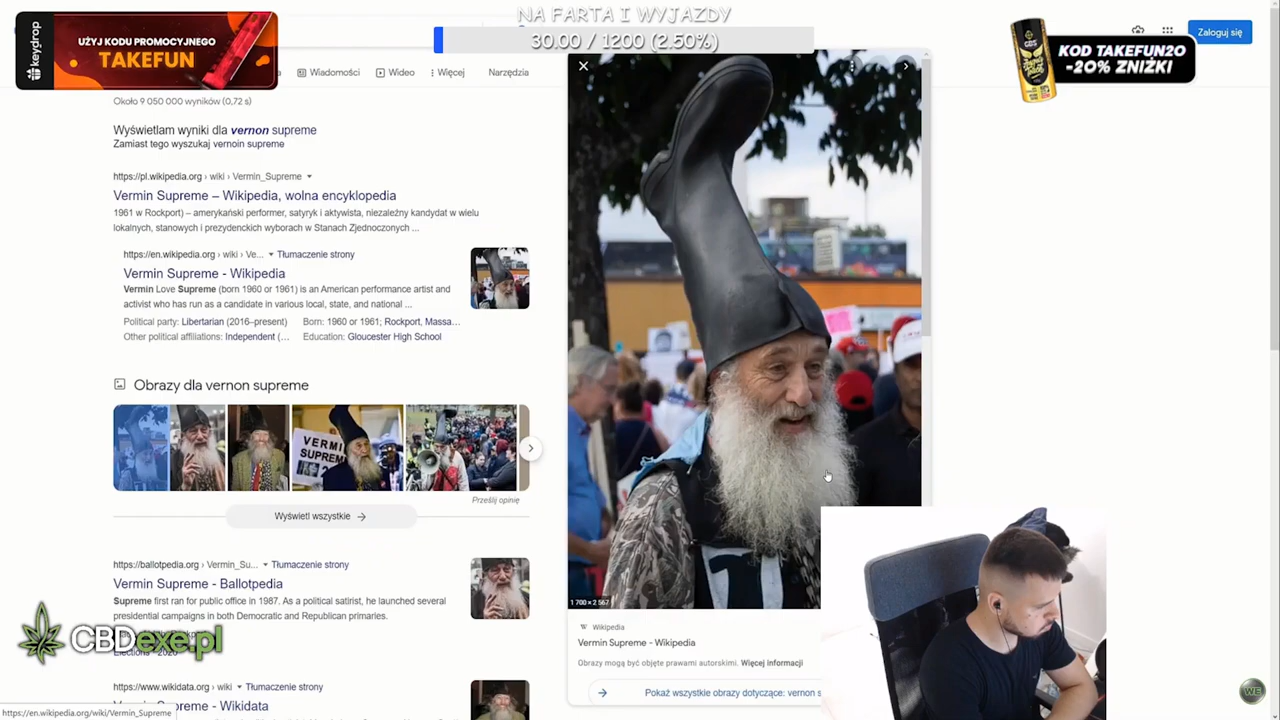 NA FARTA I WYJAZDY
30.00 / 1200 (2.50%)
keydrop
UŻYJ KODU PROMOCYJNEGO
TAKEFUN
KOD TAKEFUN20
-20% ZNIŻKI
Zaloguj się
Wiadomości
Wideo
Więcej
Narzędzia
Około 9 050 000 wyników (0,72 s)
Wyświetlam wyniki dla vernon supreme
Zamiast tego wyszukaj vernoin supreme
https://pl.wikipedia.org › wiki › Vermin_Supreme
Vermin Supreme – Wikipedia, wolna encyklopedia
1961 w Rockport) – amerykański performer, satyryk i aktywista, niezależny kandydat w wielu
lokalnych, stanowych i prezydenckich wyborach w Stanach Zjednoczonych ...
https://en.wikipedia.org › wiki › Ve... Tłumaczenie strony
Vermin Supreme - Wikipedia
Vermin Love Supreme (born 1960 or 1961) is an American performance artist and
activist who has run as a candidate in various local, state, and national ...
Political party: Libertarian (2016–present) Born: 1960 or 1961; Rockport, Massa...
Other political affiliations: Independent (... Education: Gloucester High School
Obrazy dla vernon supreme
VERMI
SUPREM
Prześlij opinię
Wyświetl wszystkie
https://ballotpedia.org › Vermin_Su... Tłumaczenie strony
Vermin Supreme - Ballotpedia
Supreme first ran for public office in 1987. As a political satirist, he launched several
presidential campaigns in both Democratic and Republican primaries.
CBDexe.pl
https://www.wikidata.org › wiki Tłumaczenie strony
Vermin Supreme - Wikidata
https://en.wikipedia.org/wiki/Vermin_Supreme
1 700 × 2 567
W Wikipedia
Vermin Supreme - Wikipedia
Obrazy mogą być objęte prawami autorskimi. Więcej informacji
Pokaż wszystkie obrazy dotyczące: vernon s
WE